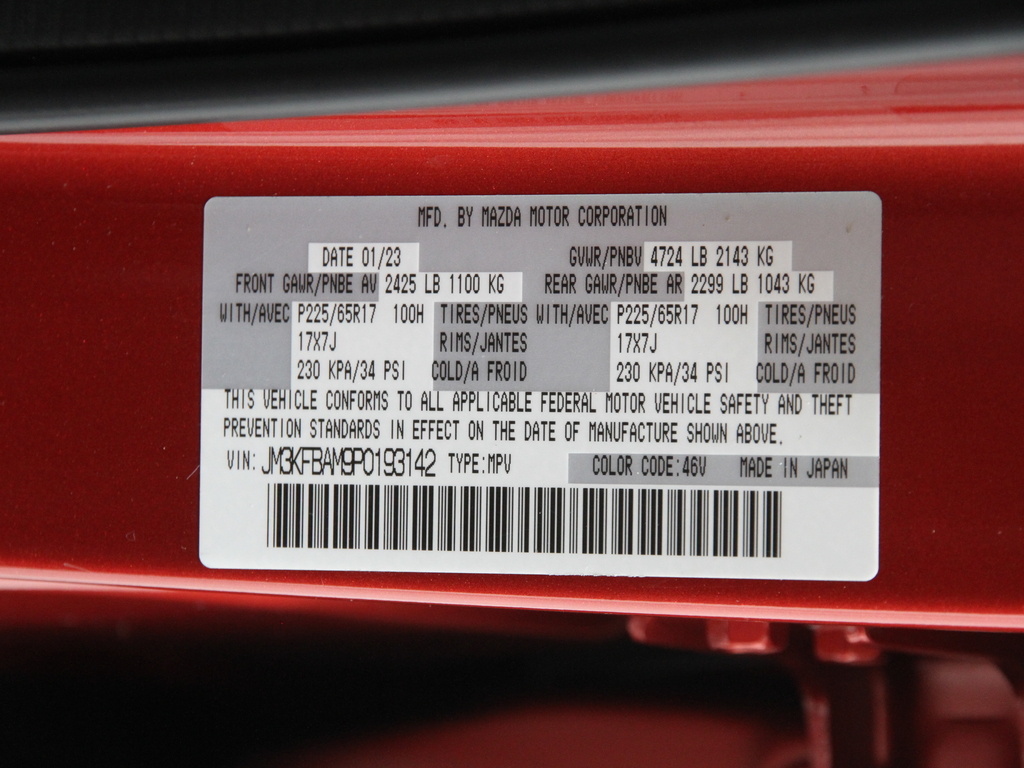 MFD. BY MAZDA MOTOR CORPORATION
DATE 01/23 GVWR/PNBV 4724 LB 2143 KG
FRONT GAWR/PNBE AV 2425 LB 1100 KG REAR GAWR/PNBE AR 2299 LB 1043 KG
WITH/AVEC P225/65R17 100H TIRES/PNEUS WITH/AVEC P225/65R17 100H TIRES/PNEUS
17X7J RIMS/JANTES 17X7J RIMS/JANTES
230 KPA/34 PSI COLD/A FROID 230 KPA/34 PSI COLD/A FROID
THIS VEHICLE CONFORMS TO ALL APPLICABLE FEDERAL MOTOR VEHICLE SAFETY AND THEFT
PREVENTION STANDARDS IN EFFECT ON THE DATE OF MANUFACTURE SHOWN ABOVE.
VIN: JM3KFBAM9P0193142 TYPE:MPV COLOR CODE:46V MADE IN JAPAN